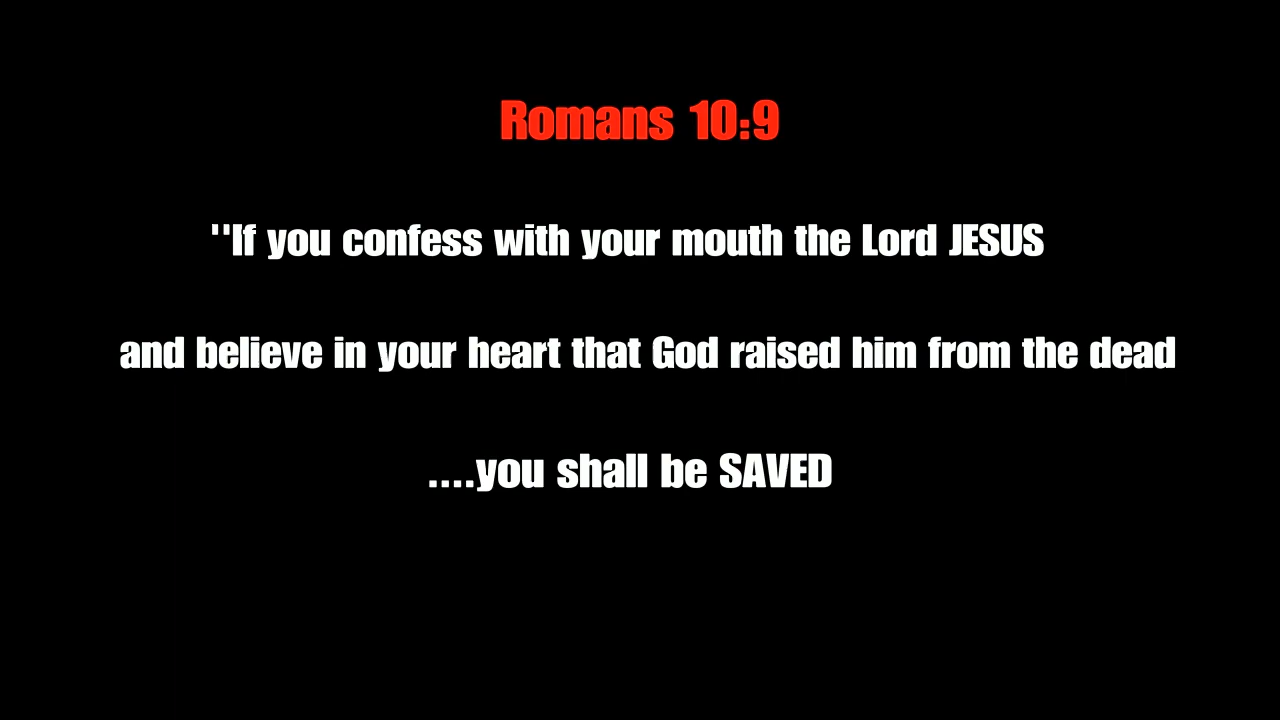 Romans 10:9
''If you confess with your mouth the Lord JESUS
and believe in your heart that God raised him from the dead
....you shall be SAVED